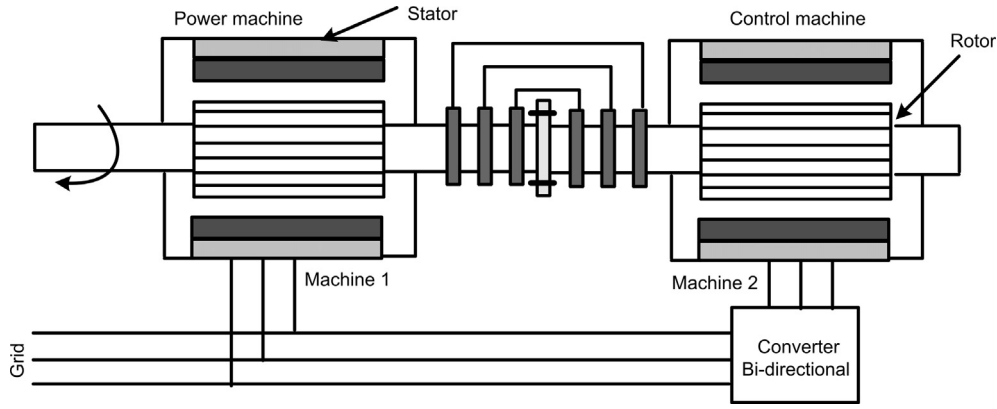 Power machine
Stator
Control machine
Rotor
Machine 1
Machine 2
Grid
Converter
Bi-directional